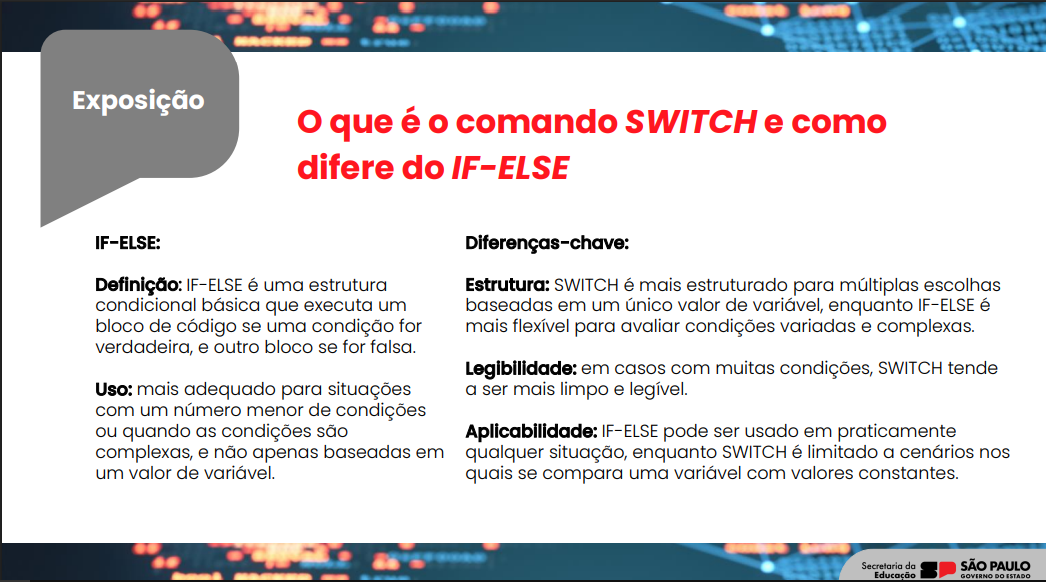 HACKED
Exposição
O que é o comando SWITCH e como
difere do IF-ELSE
IF-ELSE:
Definição: IF-ELSE é uma estrutura
condicional básica que executa um
bloco de código se uma condição for
verdadeira, e outro bloco se for falsa.
Uso: mais adequado para situações
com um número menor de condições
ou quando as condições são
complexas, e não apenas baseadas em
um valor de variável.
Diferenças-chave:
Estrutura: SWITCH é mais estruturado para múltiplas escolhas
baseadas em um único valor de variável, enquanto IF-ELSE é
mais flexível para avaliar condições variadas e complexas.
Legibilidade: em casos com muitas condições, SWITCH tende
a ser mais limpo e legível.
Aplicabilidade: IF-ELSE pode ser usado em praticamente
qualquer situação, enquanto SWITCH é limitado a cenários nos
quais se compara uma variável com valores constantes.
Secretaria da
Educação
SÃO PAULO
GOVERNO DO ESTADO